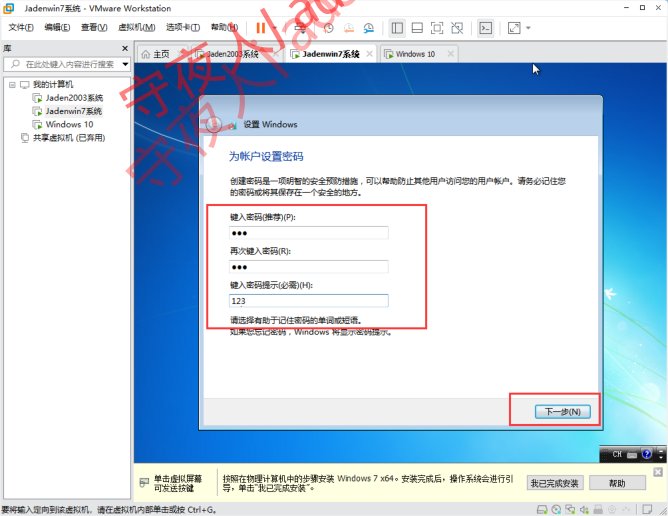 Jadenwin7系统 - VMware Workstation
文件(F) 编辑(E) 查看(V) 虚拟机(M) 选项卡(T) 帮助(H)
库
在此处键入内容进行搜索
我的计算机
Jaden2003系统
Jadenwin7系统
Windows 10
共享虚拟机 (已弃用)
主页 Jaden2003系统 Jadenwin7系统 Windows 10
守夜人/jad
守夜人/jad
设置 Windows
为帐户设置密码
创建密码是一项明智的安全预防措施，可以帮助防止其他用户访问您的用户帐户。请务必记住您
的密码或将其保存在一个安全的地方。
键入密码(推荐)(P):
●●●
再次键入密码(R):
●●●
键入密码提示(必需)(H):
123
请选择有助于记住密码的单词或短语。
如果您忘记密码，Windows 将显示密码提示。
下一步(N)
CH
单击虚拟屏幕
可发送按键
按照在物理计算机中的步骤安装 Windows 7 x64。安装完成后，操作系统会进行引
导，单击“我已完成安装”。
我已完成安装 帮助
要将输入定向到该虚拟机，请在虚拟机内部单击或按 Ctrl+G。